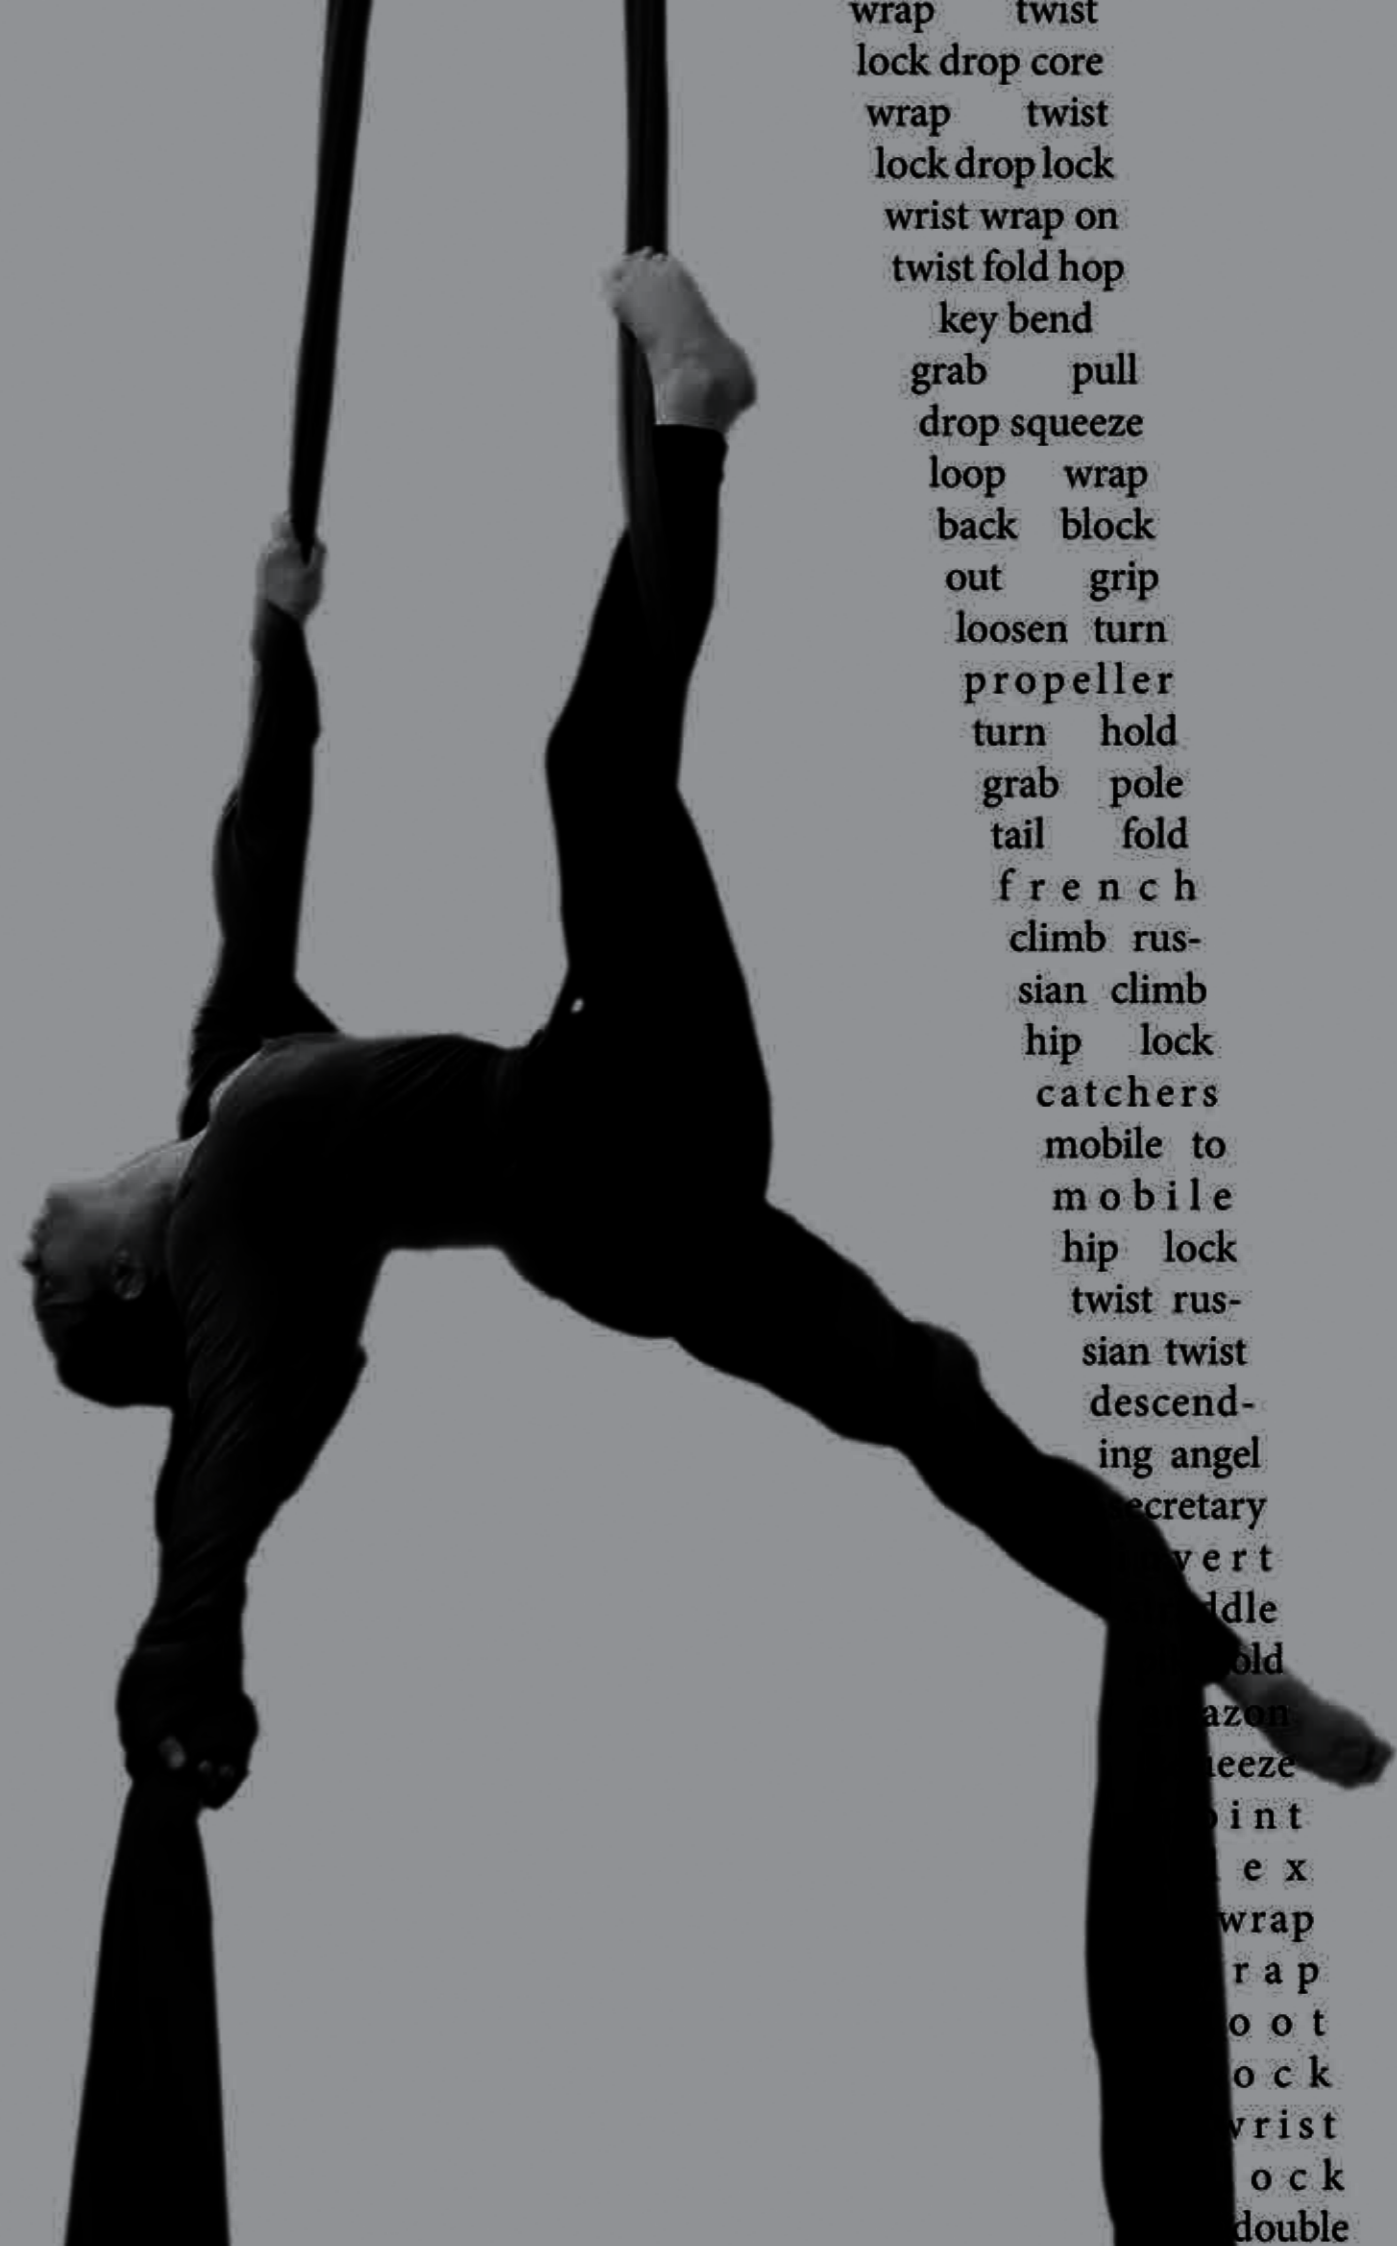 wrap twist
lock drop core
wrap twist
lock drop lock
wrist wrap on
twist fold hop
key bend
grab pull
drop squeeze
loop wrap
back block
out grip
loosen turn
propeller
turn hold
grab pole
tail fold
french
climb rus-
sian climb
hip lock
catchers
mobile to
mobile
hip lock
twist rus-
sian twist
descend-
ing angel
secretary
wrap
double